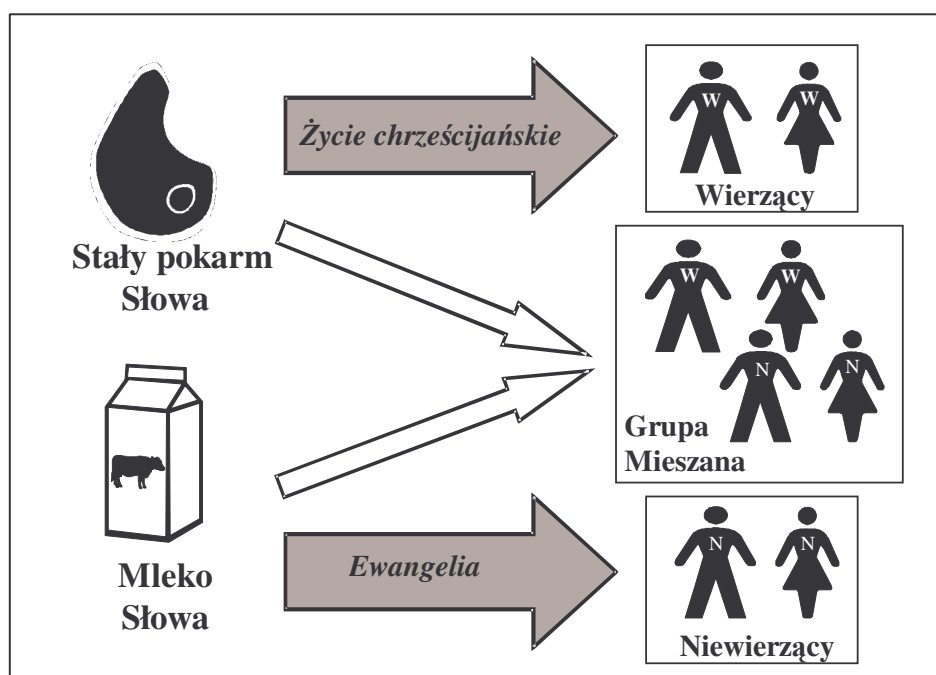 Życie chrześcijańskie
W W
Wierzący
Stały pokarm
Słowa
W W
N N
Grupa
Mieszana
Mleko
Słowa
Ewangelia
N N
Niewierzący